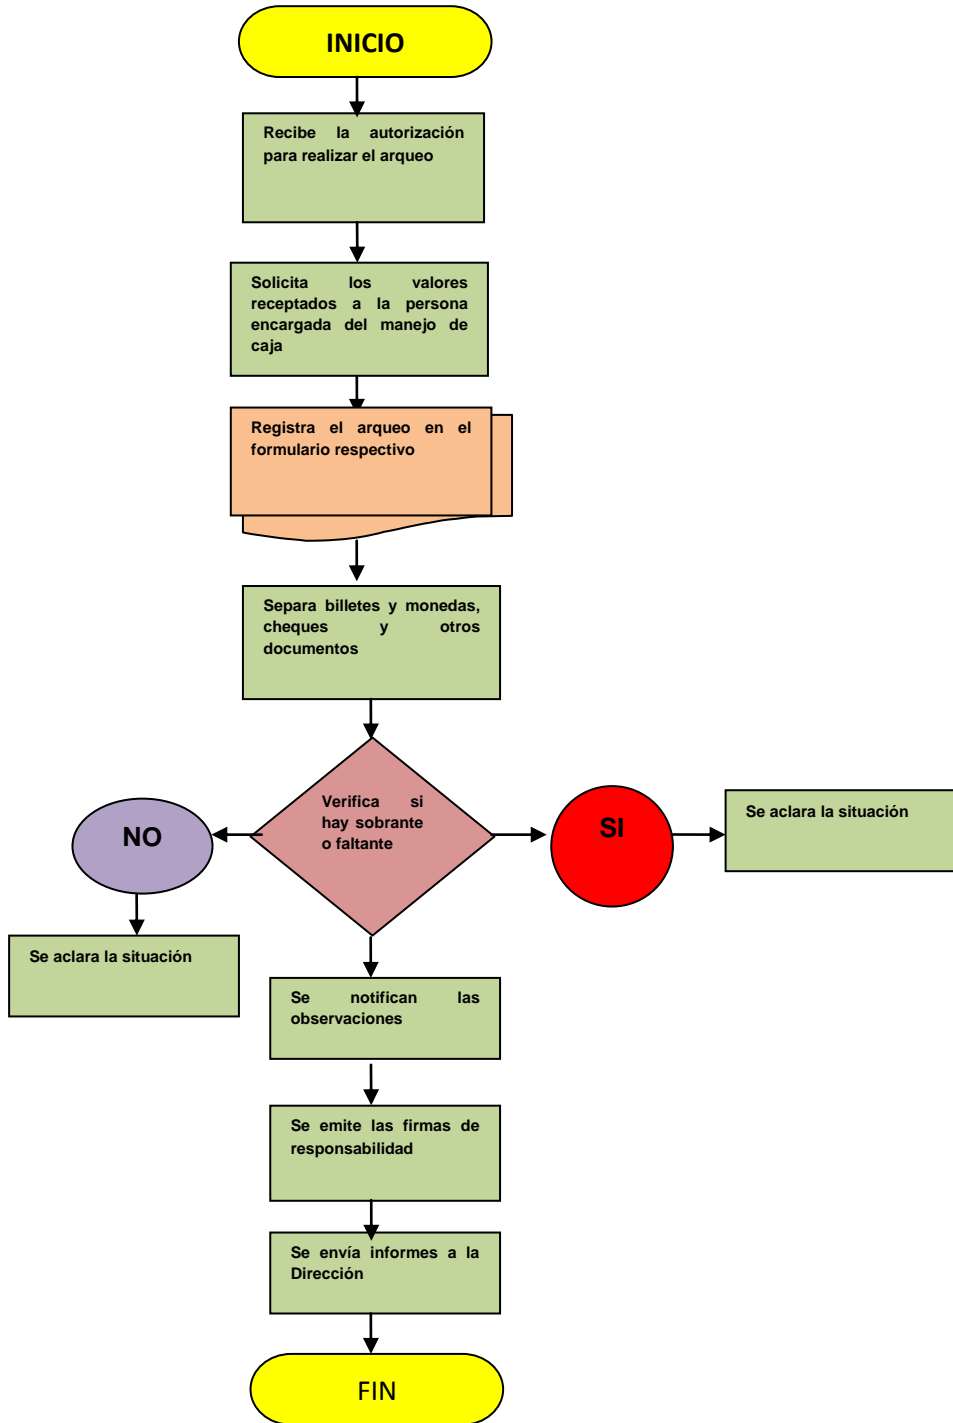 INICIO
Recibe la autorización
para realizar el arqueo
Solicita los valores
receptados a la persona
encargada del manejo de
caja
Registra el arqueo en el
formulario respectivo
Separa billetes y monedas,
cheques y otros
documentos
Verifica si
hay sobrante
o faltante
NO
SI
Se aclara la situación
Se aclara la situación
Se notifican las
observaciones
Se emite las firmas de
responsabilidad
Se envía informes a la
Dirección
FIN